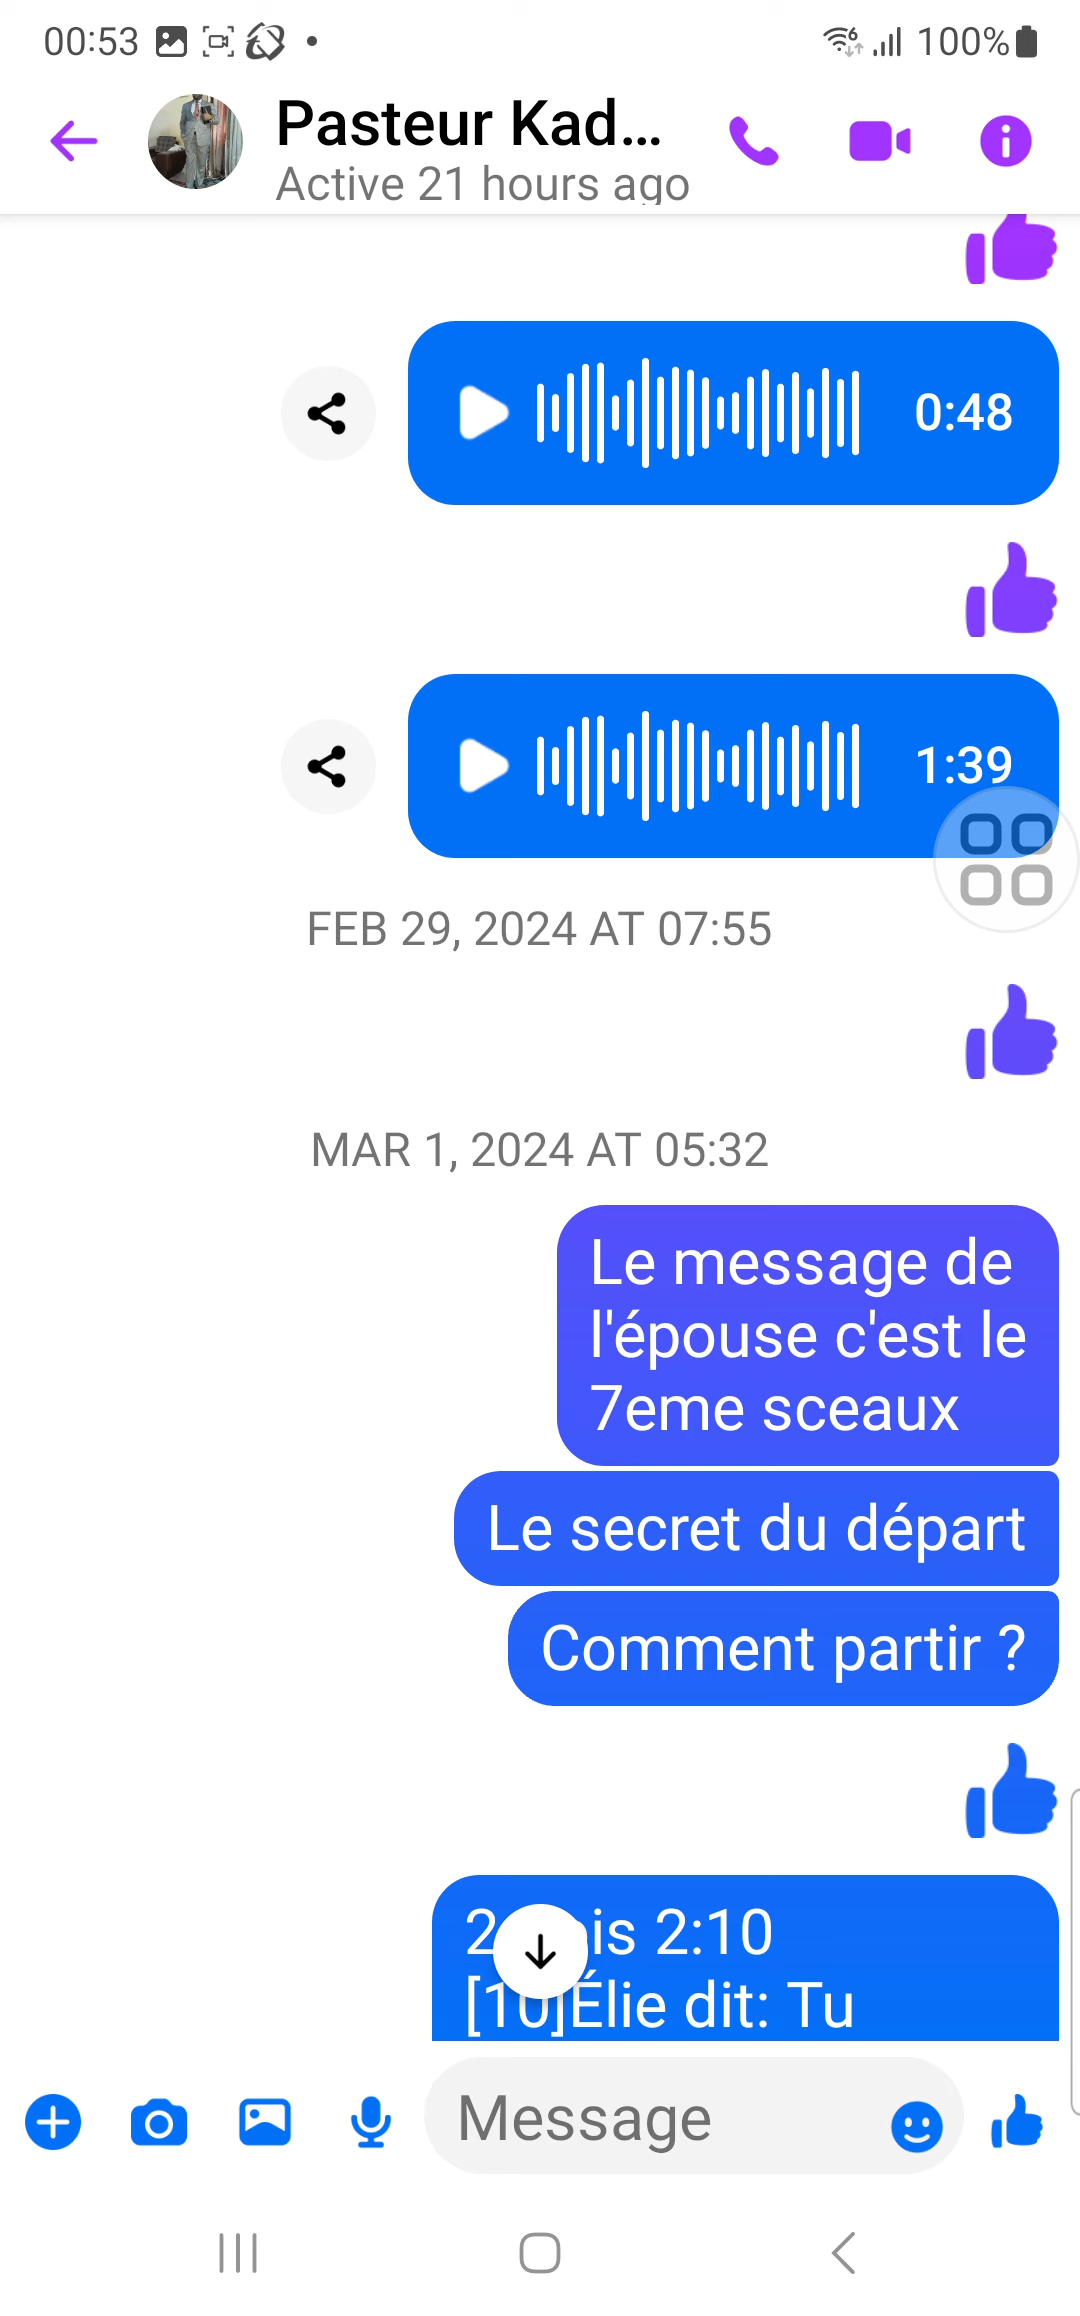 00:53
100%
Pasteur Kad...
Active 21 hours ago
0:48
1:39
FEB 29, 2024 AT 07:55
MAR 1, 2024 AT 05:32
Le message de
l'épouse c'est le
7eme sceaux
Le secret du départ
Comment partir ?
2 2:10
[10]Élie dit: Tu
Message